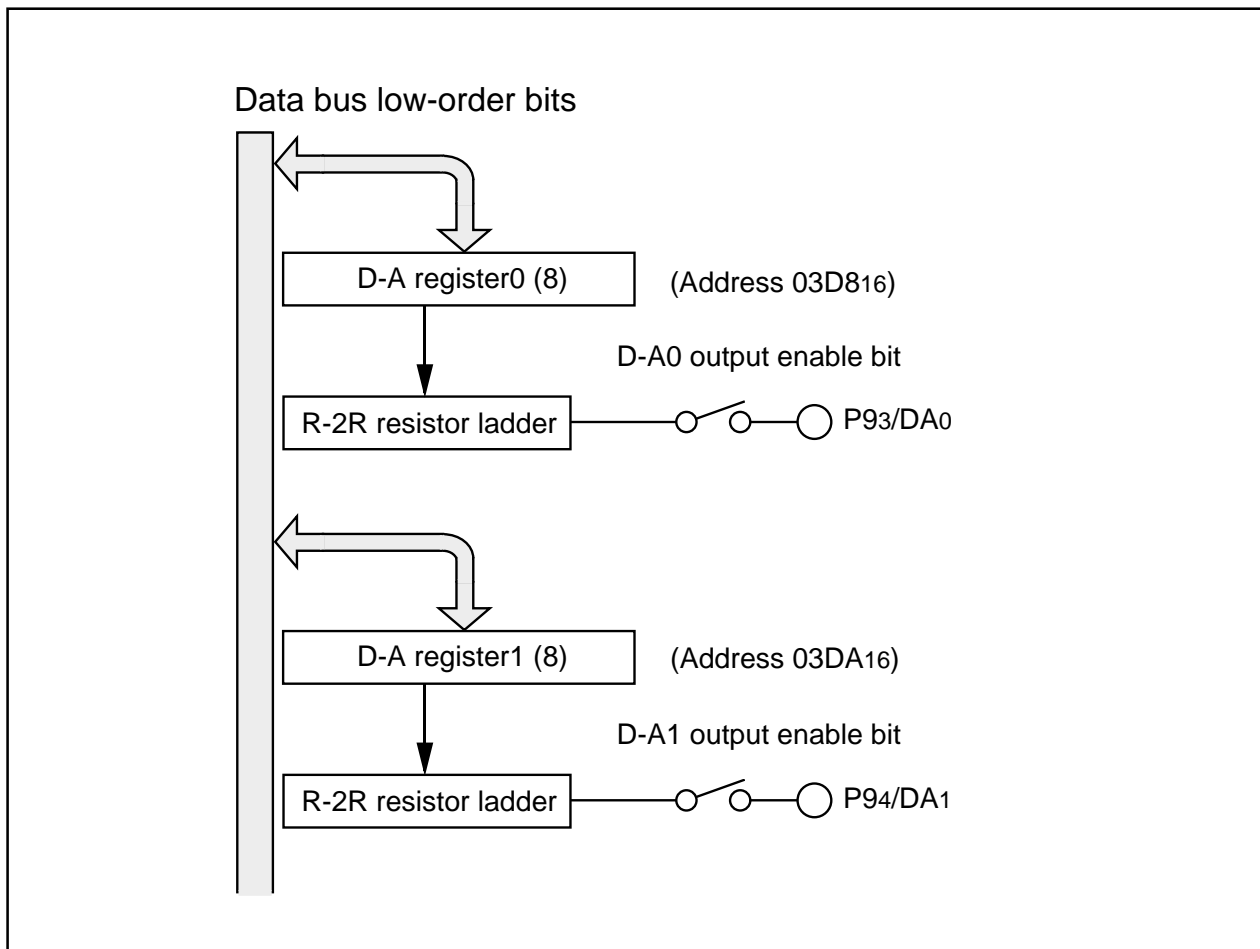 Data bus low-order bits
D-A register0 (8)
(Address 03D816)
D-A0 output enable bit
R-2R resistor ladder
P93/DA0
D-A register1 (8)
(Address 03DA16)
D-A1 output enable bit
R-2R resistor ladder
P94/DA1